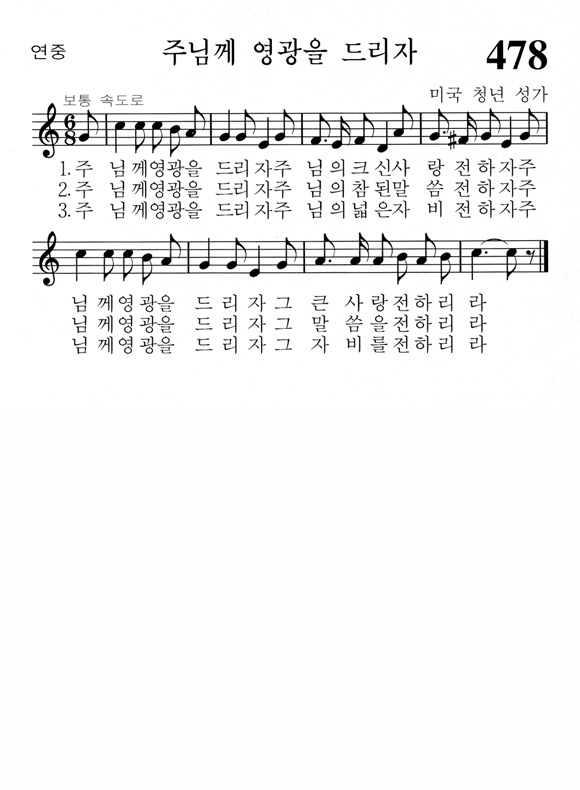 연중
주님께 영광을 드리자
478
보통 속도로
미국 청년 성가
6
8
1. 주 님 께영광을 드리 자주 님의크 신사 랑 전 하 자주
2. 주 님 께영광을 드리 자주 님의참 된말 씀 전 하 자주
3. 주 님 께영광을 드리 자주 님의넓 은자 비 전 하 자주
님 께영광을 드 리 자그 큰 사 랑전하리 라
님 께영광을 드 리 자그 말 씀 을전하리 라
님 께영광을 드 리 자그 자 비 를전하리 라